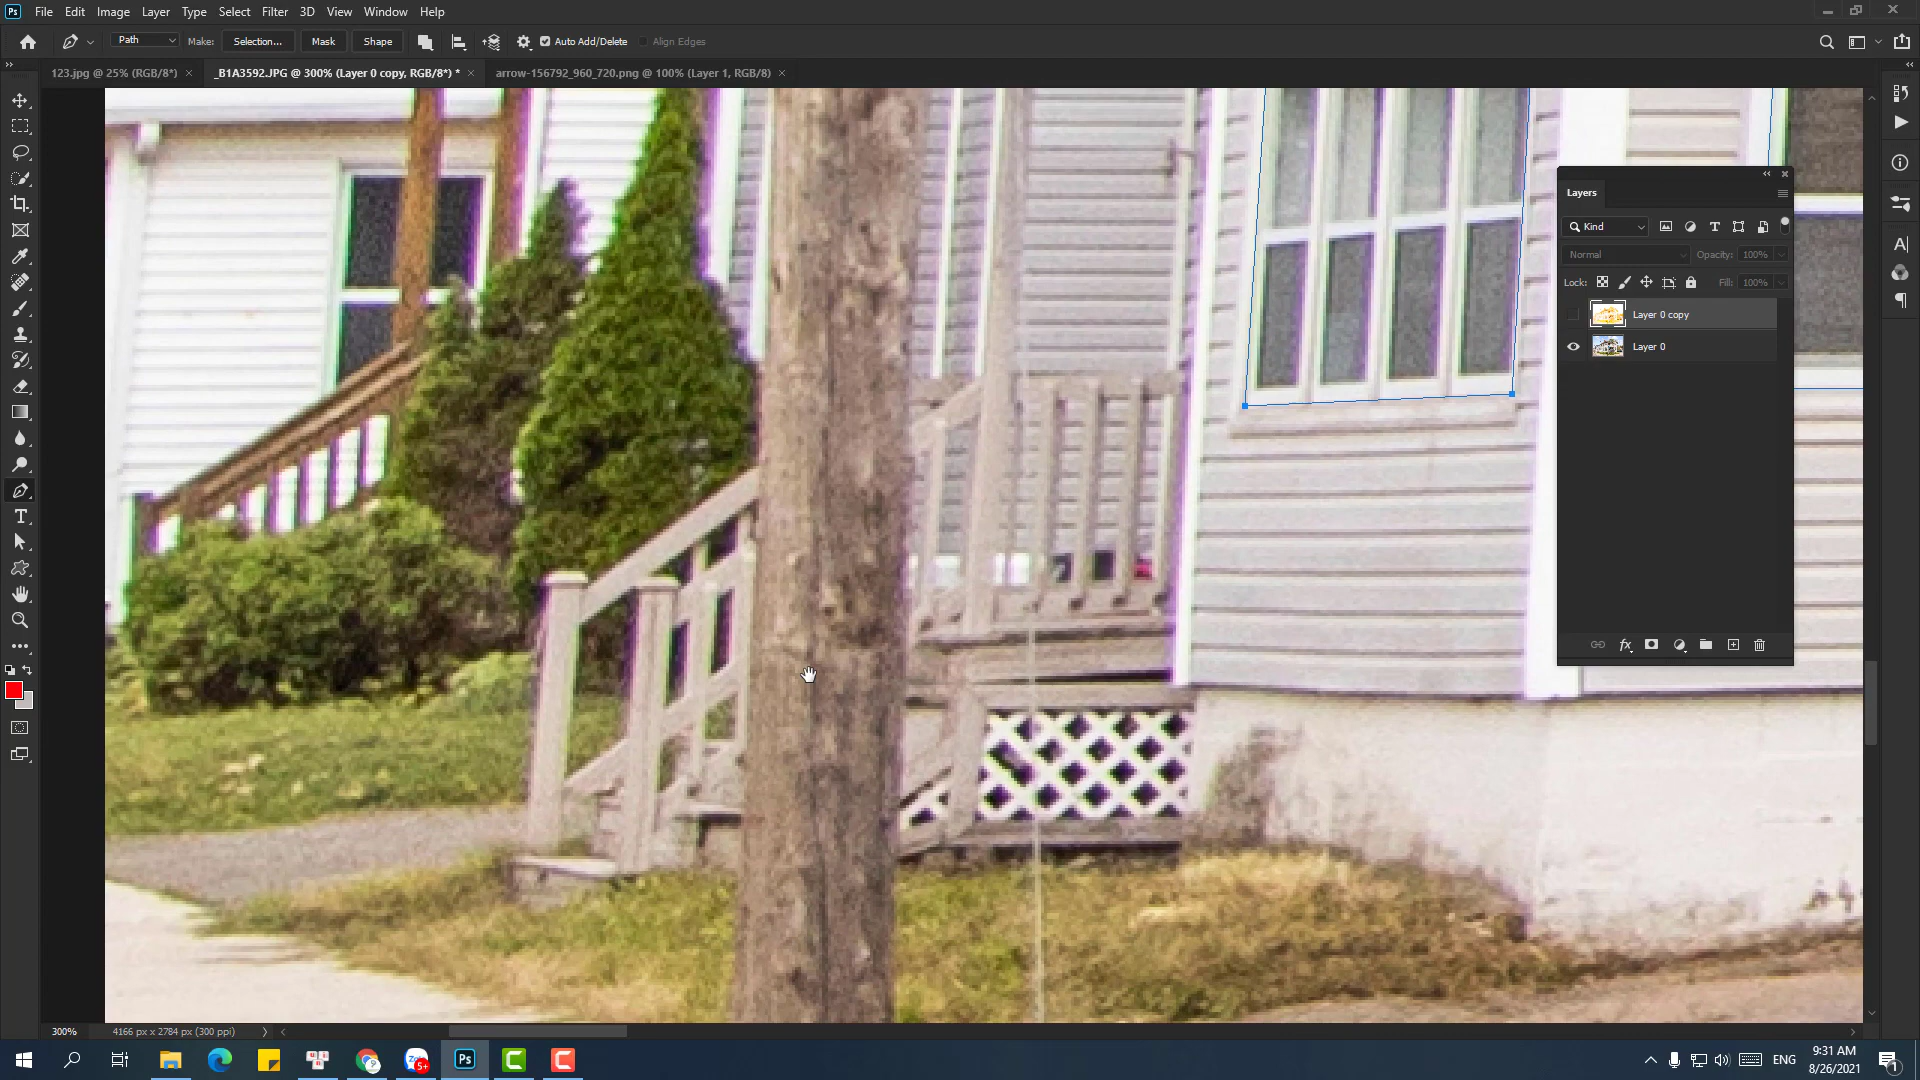 Ps File Edit Image Layer Type Select Filter 3D View Window Help
Path Make: Selection... Mask Shape Auto Add/Delete Align Edges
123.jpg @ 25% (RGB/8*) × _B1A3592.JPG @ 300% (Layer 0 copy, RGB/8*) * × arrow-156792_960_720.png @ 100% (Layer 1, RGB/8) ×
Layers
Kind
Normal Opacity: 100%
Lock: Fill: 100%
Layer 0 copy
Layer 0
fx
300% 4166 px x 2784 px (300 ppi)
Ps ENG 9:31 AM
8/26/2021